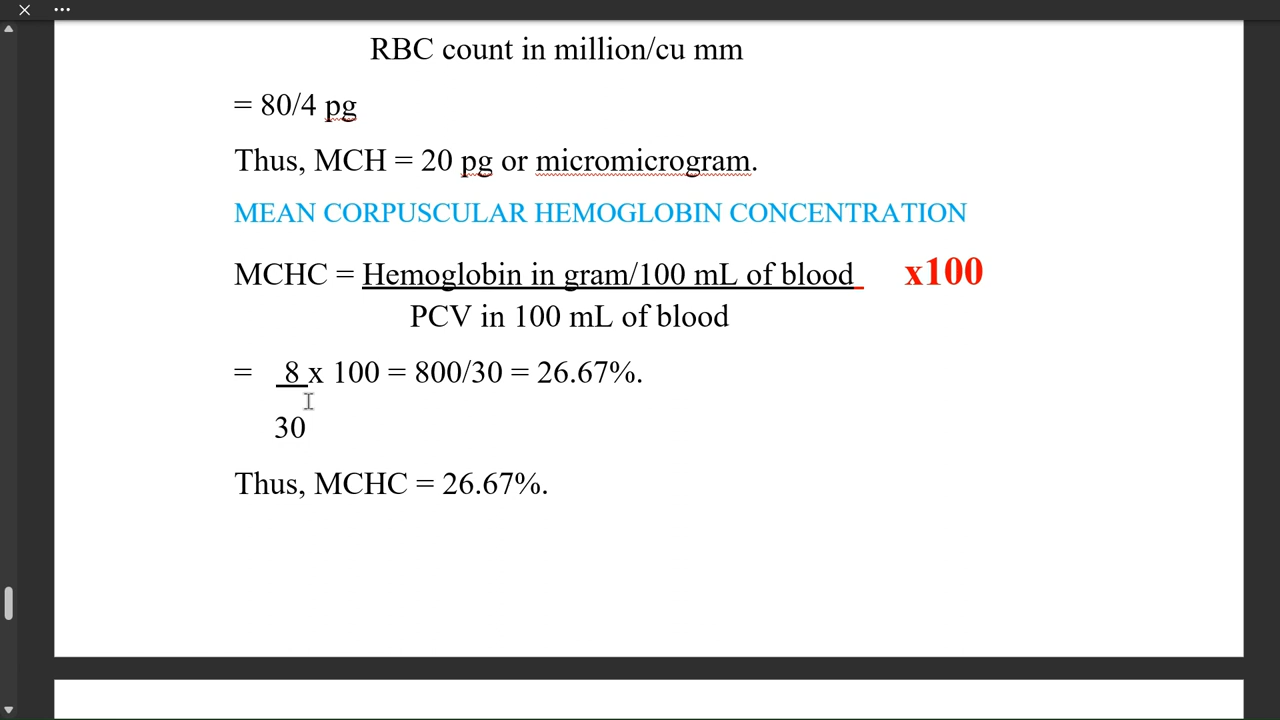 RBC count in million/cu mm
= 80/4 pg
Thus, MCH = 20 pg or micromicrogram.
MEAN CORPUSCULAR HEMOGLOBIN CONCENTRATION
MCHC = Hemoglobin in gram/100 mL of blood x100
PCV in 100 mL of blood
= 8 x 100 = 800/30 = 26.67%.
30
Thus, MCHC = 26.67%.